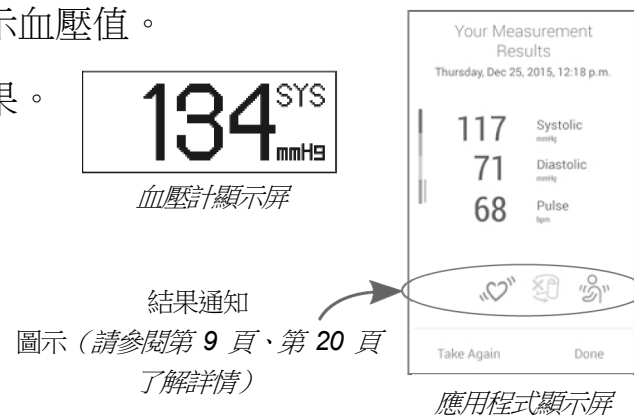 示血壓值。
果。
134 SYS
mmHg
血壓計顯示屏
結果通知
圖示（請參閱第 9 頁、第 20 頁
了解詳情）
Your Measurement
Results
Thursday, Dec 25, 2015, 12:18 p.m.
117 Systolic
mmHg
71 Diastolic
mmHg
68 Pulse
bpm
Take Again Done
應用程式顯示屏